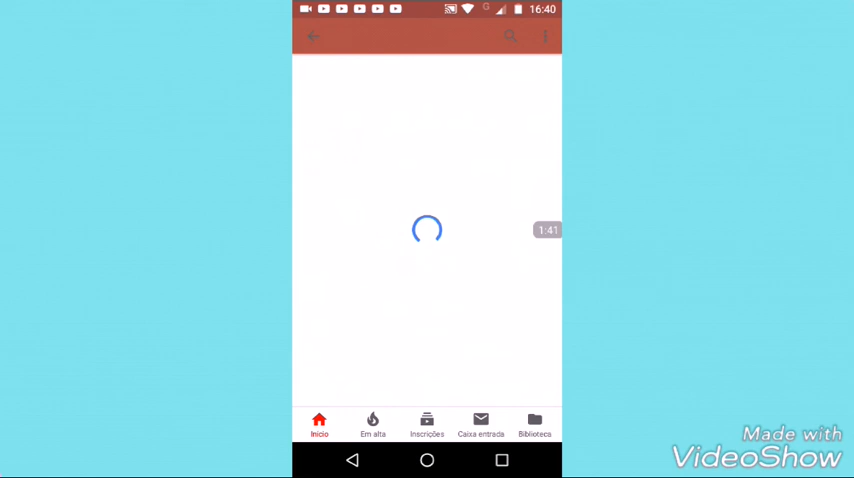 G
16:40
1:41
Início
Em alta
Inscrições
Caixa entrada
Biblioteca
Made with
VideoShow